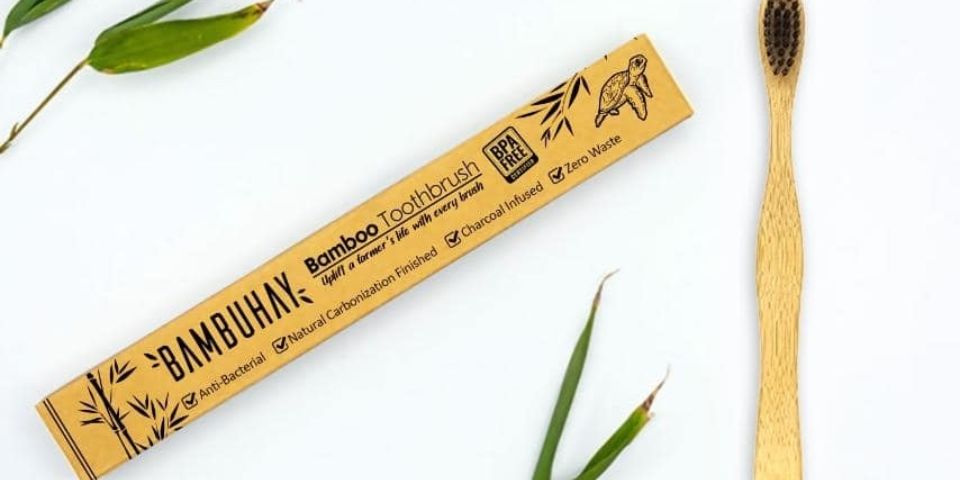 BAMBUHAY
Bamboo Toothbrush
Uplift a farmer's life with every brush
BPA
FREE
CERTIFIED
Anti-Bacterial
Natural Carbonization Finished
Charcoal Infused
Zero Waste